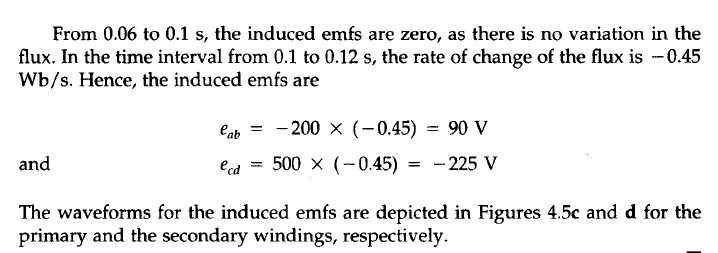 From 0.06 to 0.1 s, the induced emfs are zero, as there is no variation in the
flux. In the time interval from 0.1 to 0.12 s, the rate of change of the flux is −0.45
Wb/s. Hence, the induced emfs are
e_ab = −200 × (−0.45) = 90 V
and e_cd = 500 × (−0.45) = −225 V
The waveforms for the induced emfs are depicted in Figures 4.5c and d for the
primary and the secondary windings, respectively.